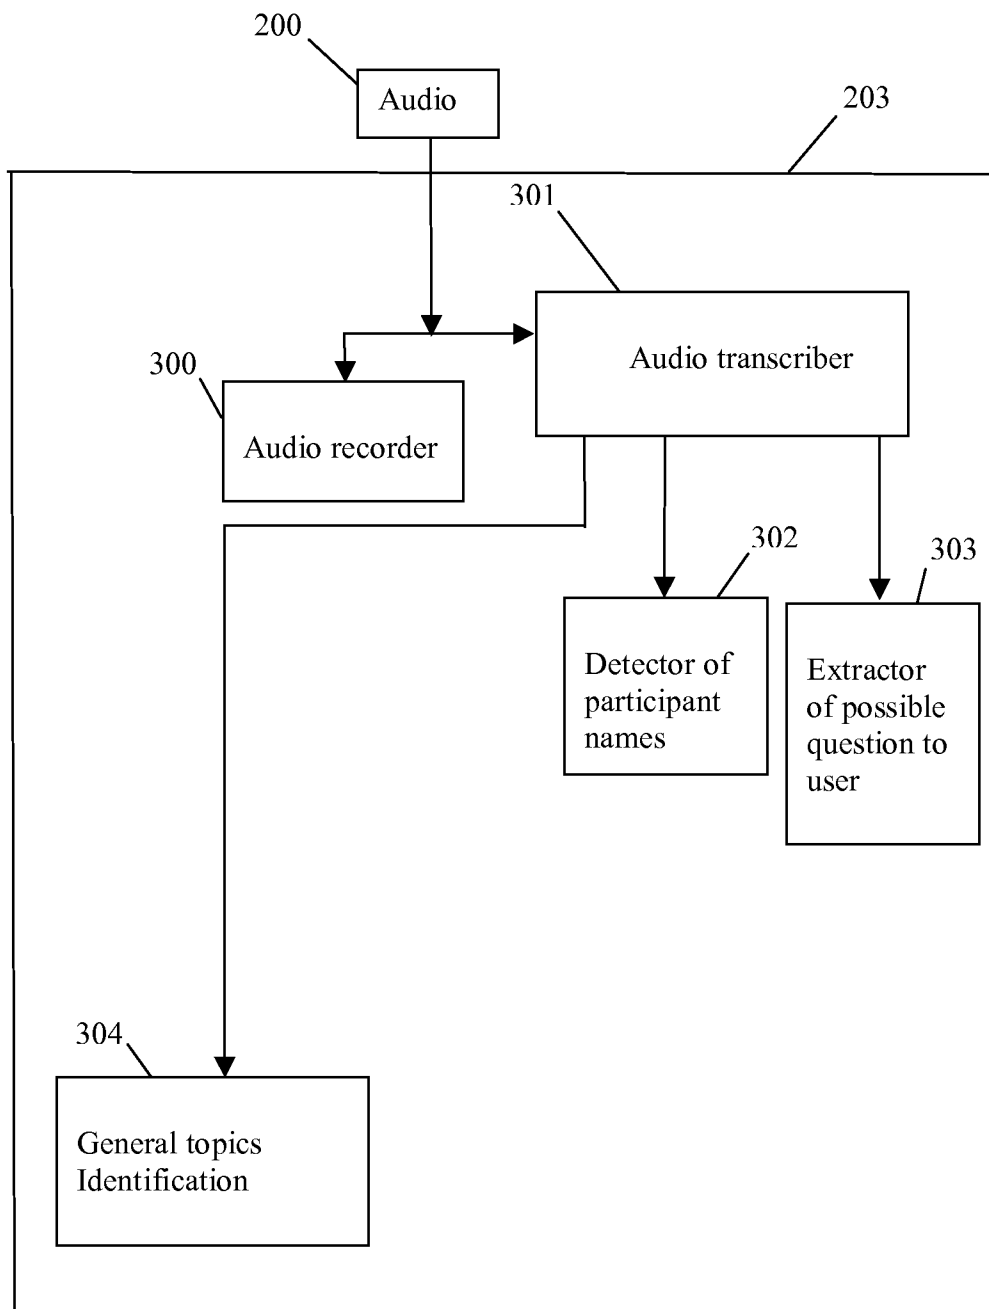 200
Audio
203
301
Audio transcriber
300
Audio recorder
302
303
Detector of
participant
names
Extractor
of possible
question to
user
304
General topics
Identification